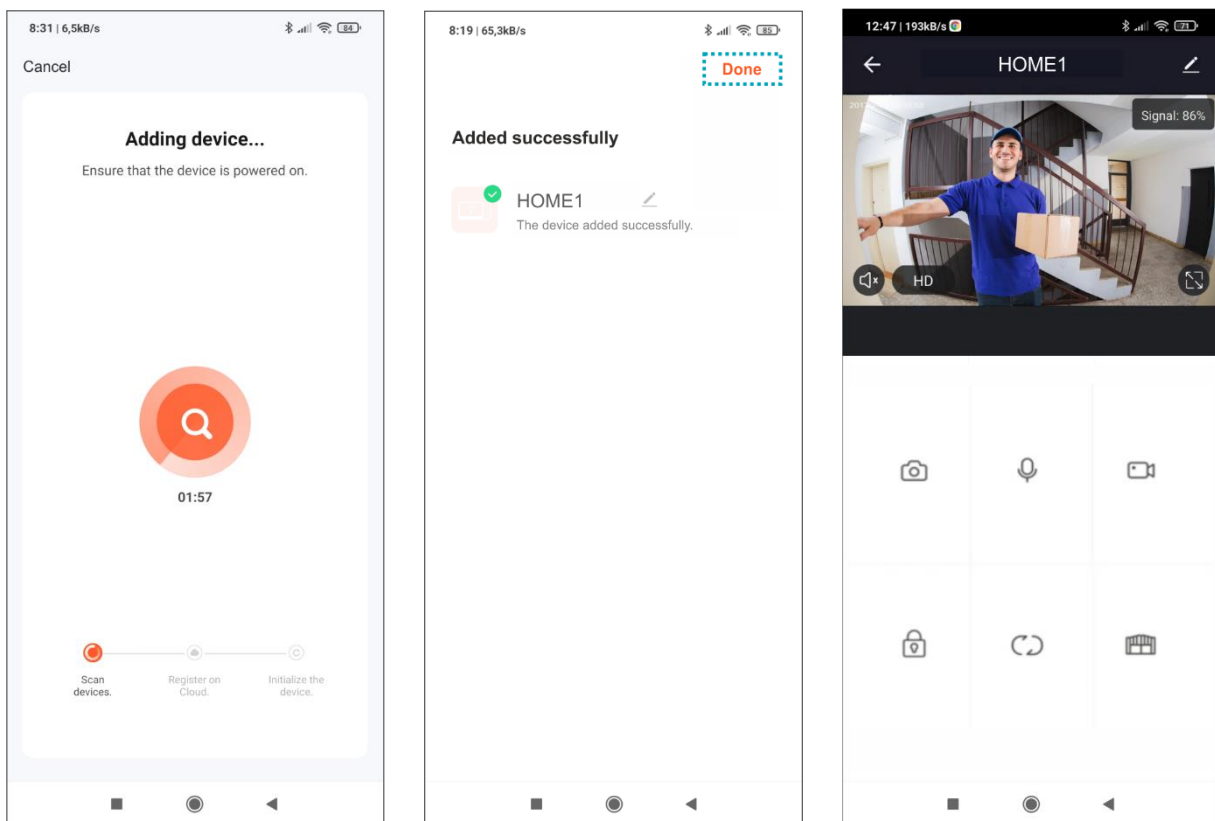 8:31 | 6,5kB/s
84
Cancel
Adding device...
Ensure that the device is powered on.
01:57
Scan
devices.
Register on
Cloud.
Initialize the
device.
8:19 | 65,3kB/s
85
Done
Added successfully
HOME1
The device added successfully.
12:47 | 193kB/s
71
HOME1
Signal: 86%
HD